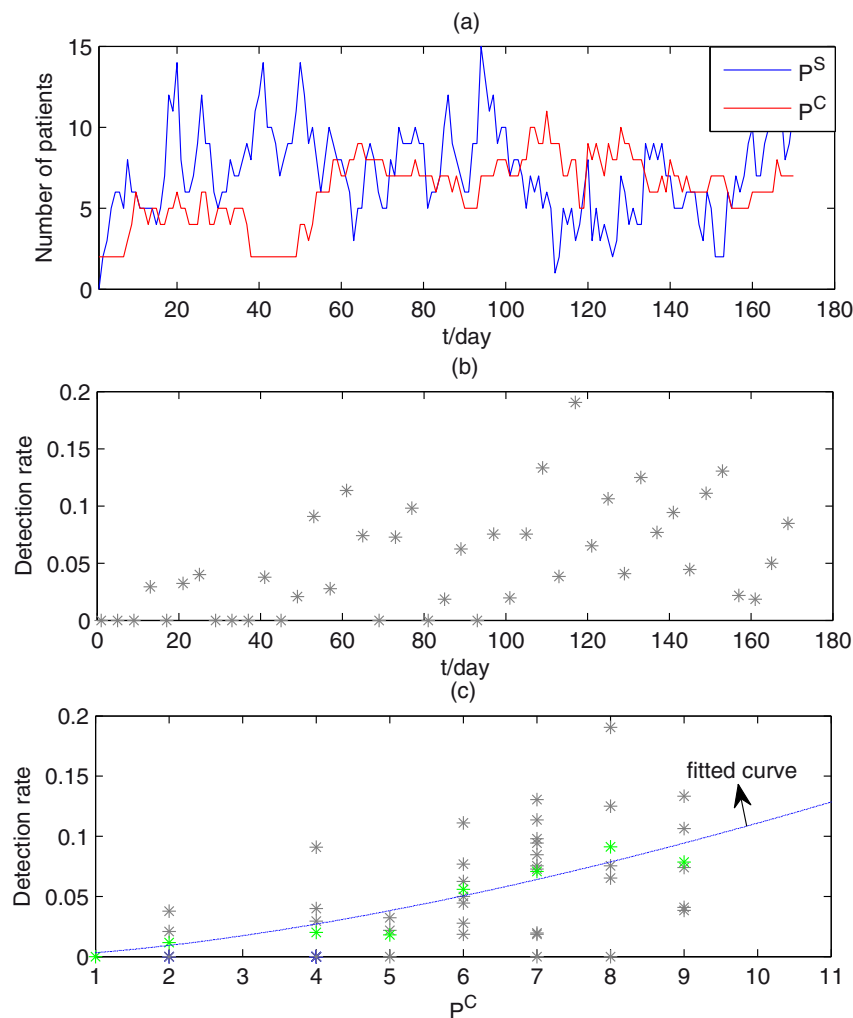 (a)
15
10
5
0
Number of patients
P^S
P^C
20 40 60 80 100 120 140 160 180
t/day
(b)
0.2
0.15
0.1
0.05
0
Detection rate
0 20 40 60 80 100 120 140 160 180
t/day
(c)
0.2
0.15
0.1
0.05
0
Detection rate
fitted curve
1 2 3 4 5 6 7 8 9 10 11
P^C